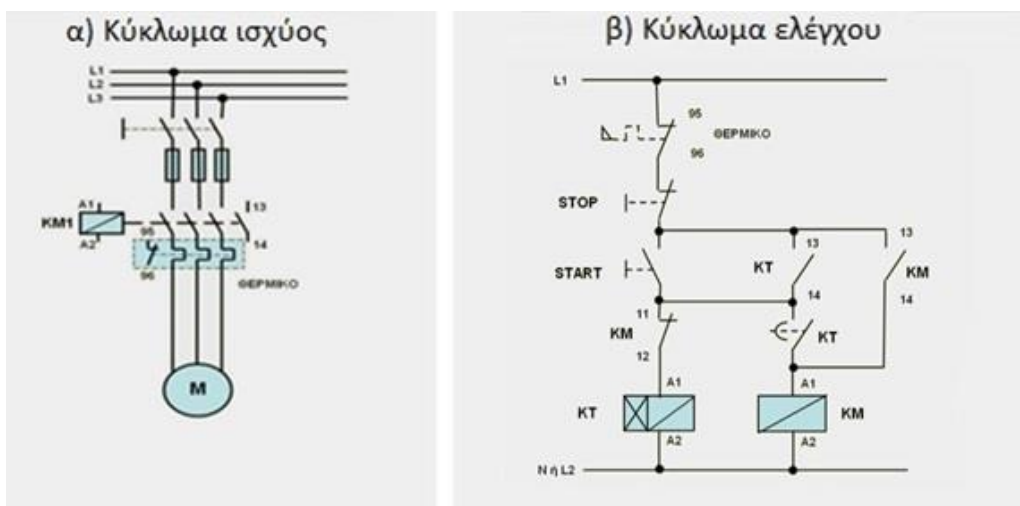 α) Κύκλωμα ισχύος
L1
L2
L3
A1
13
KM1
95
A2
14
96
ΘΕΡΜΙΚΟ
M
β) Κύκλωμα ελέγχου
L1
95
ΘΕΡΜΙΚΟ
96
STOP
13
13
START
KT
KM
14
14
11
KM
KT
12
A1
A1
KT
KM
A2
A2
N ή L2